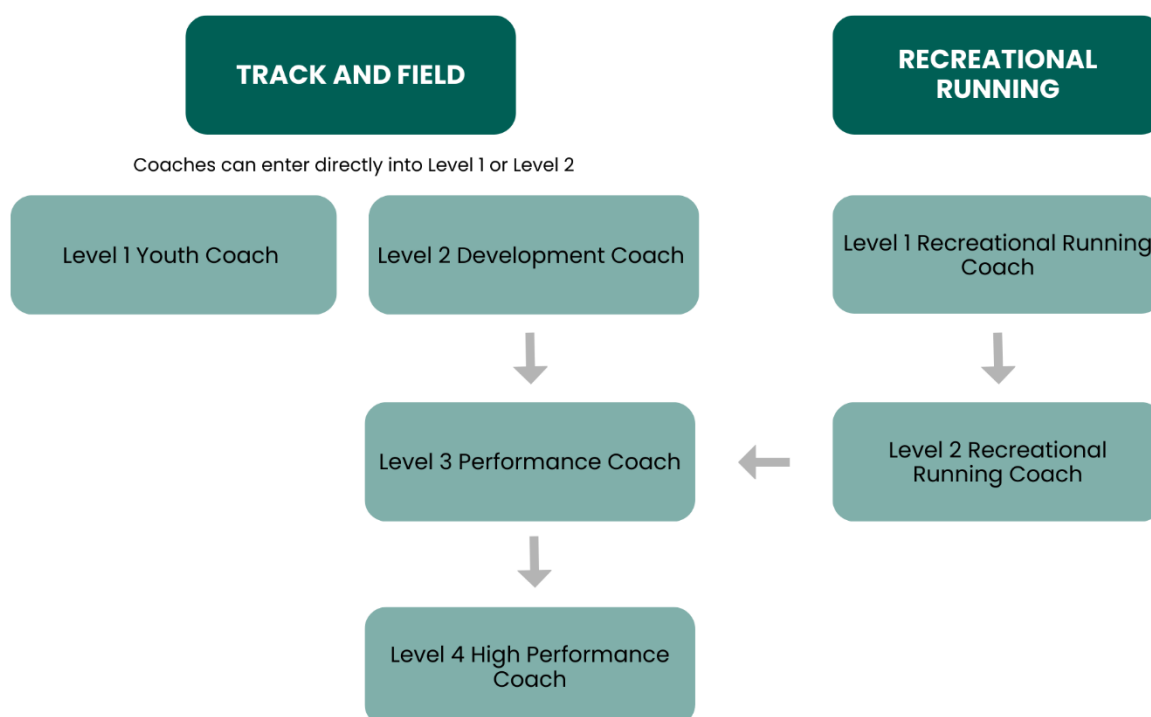 TRACK AND FIELD
RECREATIONAL
RUNNING
Coaches can enter directly into Level 1 or Level 2
Level 1 Youth Coach
Level 2 Development Coach
Level 1 Recreational Running
Coach
Level 3 Performance Coach
Level 2 Recreational
Running Coach
Level 4 High Performance
Coach